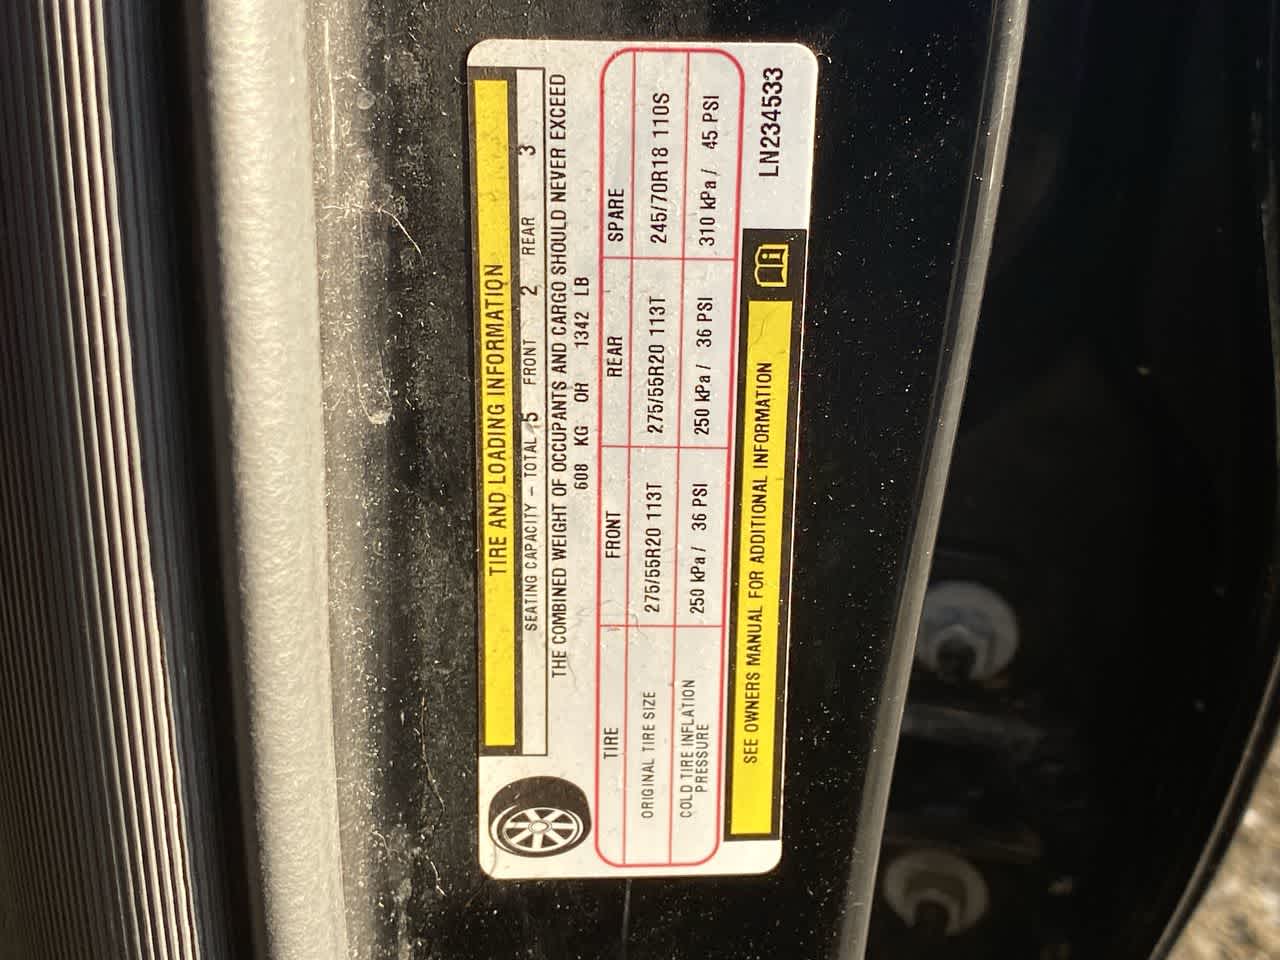 TIRE AND LOADING INFORMATION
SEATING CAPACITY – TOTAL 5 FRONT 2 REAR 3
THE COMBINED WEIGHT OF OCCUPANTS AND CARGO SHOULD NEVER EXCEED
608 KG OR 1342 LB
TIRE FRONT REAR SPARE
ORIGINAL TIRE SIZE 275/55R20 113T 275/55R20 113T 245/70R18 110S
COLD TIRE INFLATION PRESSURE 250 kPa / 36 PSI 250 kPa / 36 PSI 310 kPa / 45 PSI
SEE OWNERS MANUAL FOR ADDITIONAL INFORMATION
LN234533